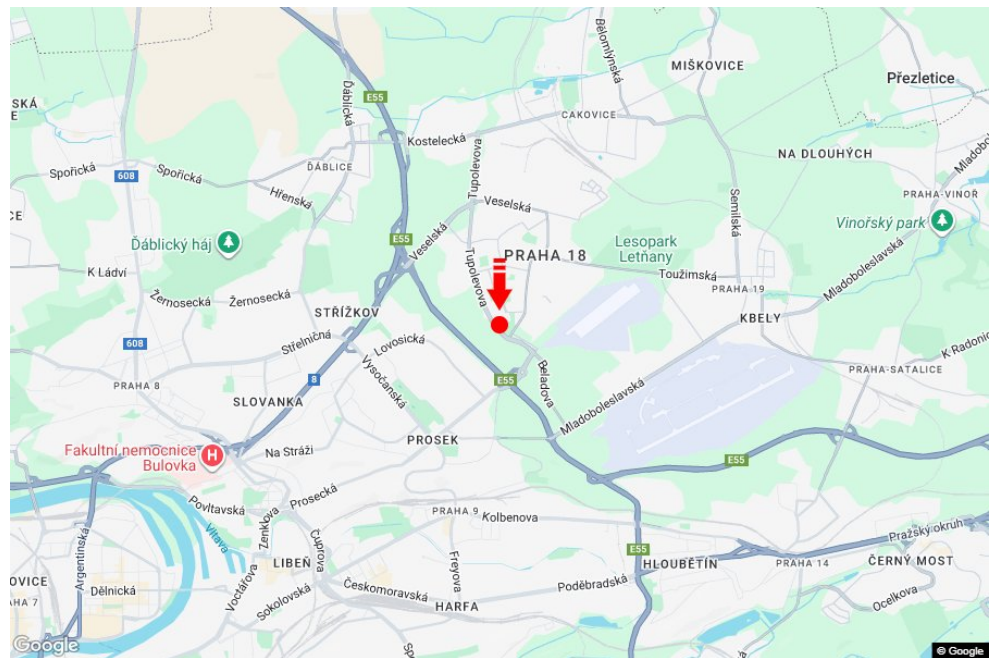 Bělomlýnská
MIŠKOVICE
Přezletice
SKÁ
E
E55
Ďáblická
ČAKOVICE
Kostelecká
NA DLOUHÝCH
Mladobo
Spořická
608
Spořická
ĎÁBLICE
Tupolevova
Hřenská
Semilská
PRAHA-VINOŘ
CE
Veselská
Vinořský park
Ďáblický háj
E55
Veselská
Lesopark
Letňany
PRAHA 18
K Ládví
Tupolevova
Toužimská
Mladoboleslavská
PRAHA 19
Žernosecká
Žernosecká
STŘÍŽKOV
KBELY
Střelničná
Lovosická
608
K Radonic
Vysočanská
PRAHA-SATALICE
PRAHA 8
8
E55
Beladova
SLOVANKA
Mladoboleslavská
PROSEK
Fakultní nemocnice
Bulovka
H
Na Stráži
E55
Prosecká
Povltavská
PRAHA 9
Kolbenova
Zenklova
Vltava
Čuprova
Pražský okruh
Argentinská
E55
LIBEŇ
Freyova
HLOUBĚTÍN
PRAHA 14
ČERNÝ MOST
OVICE
Voctářova
Českomoravská
Poděbradská
Dělnická
AHA 7
Sokolovská
HARFA
Ocelkova
Google
© Google